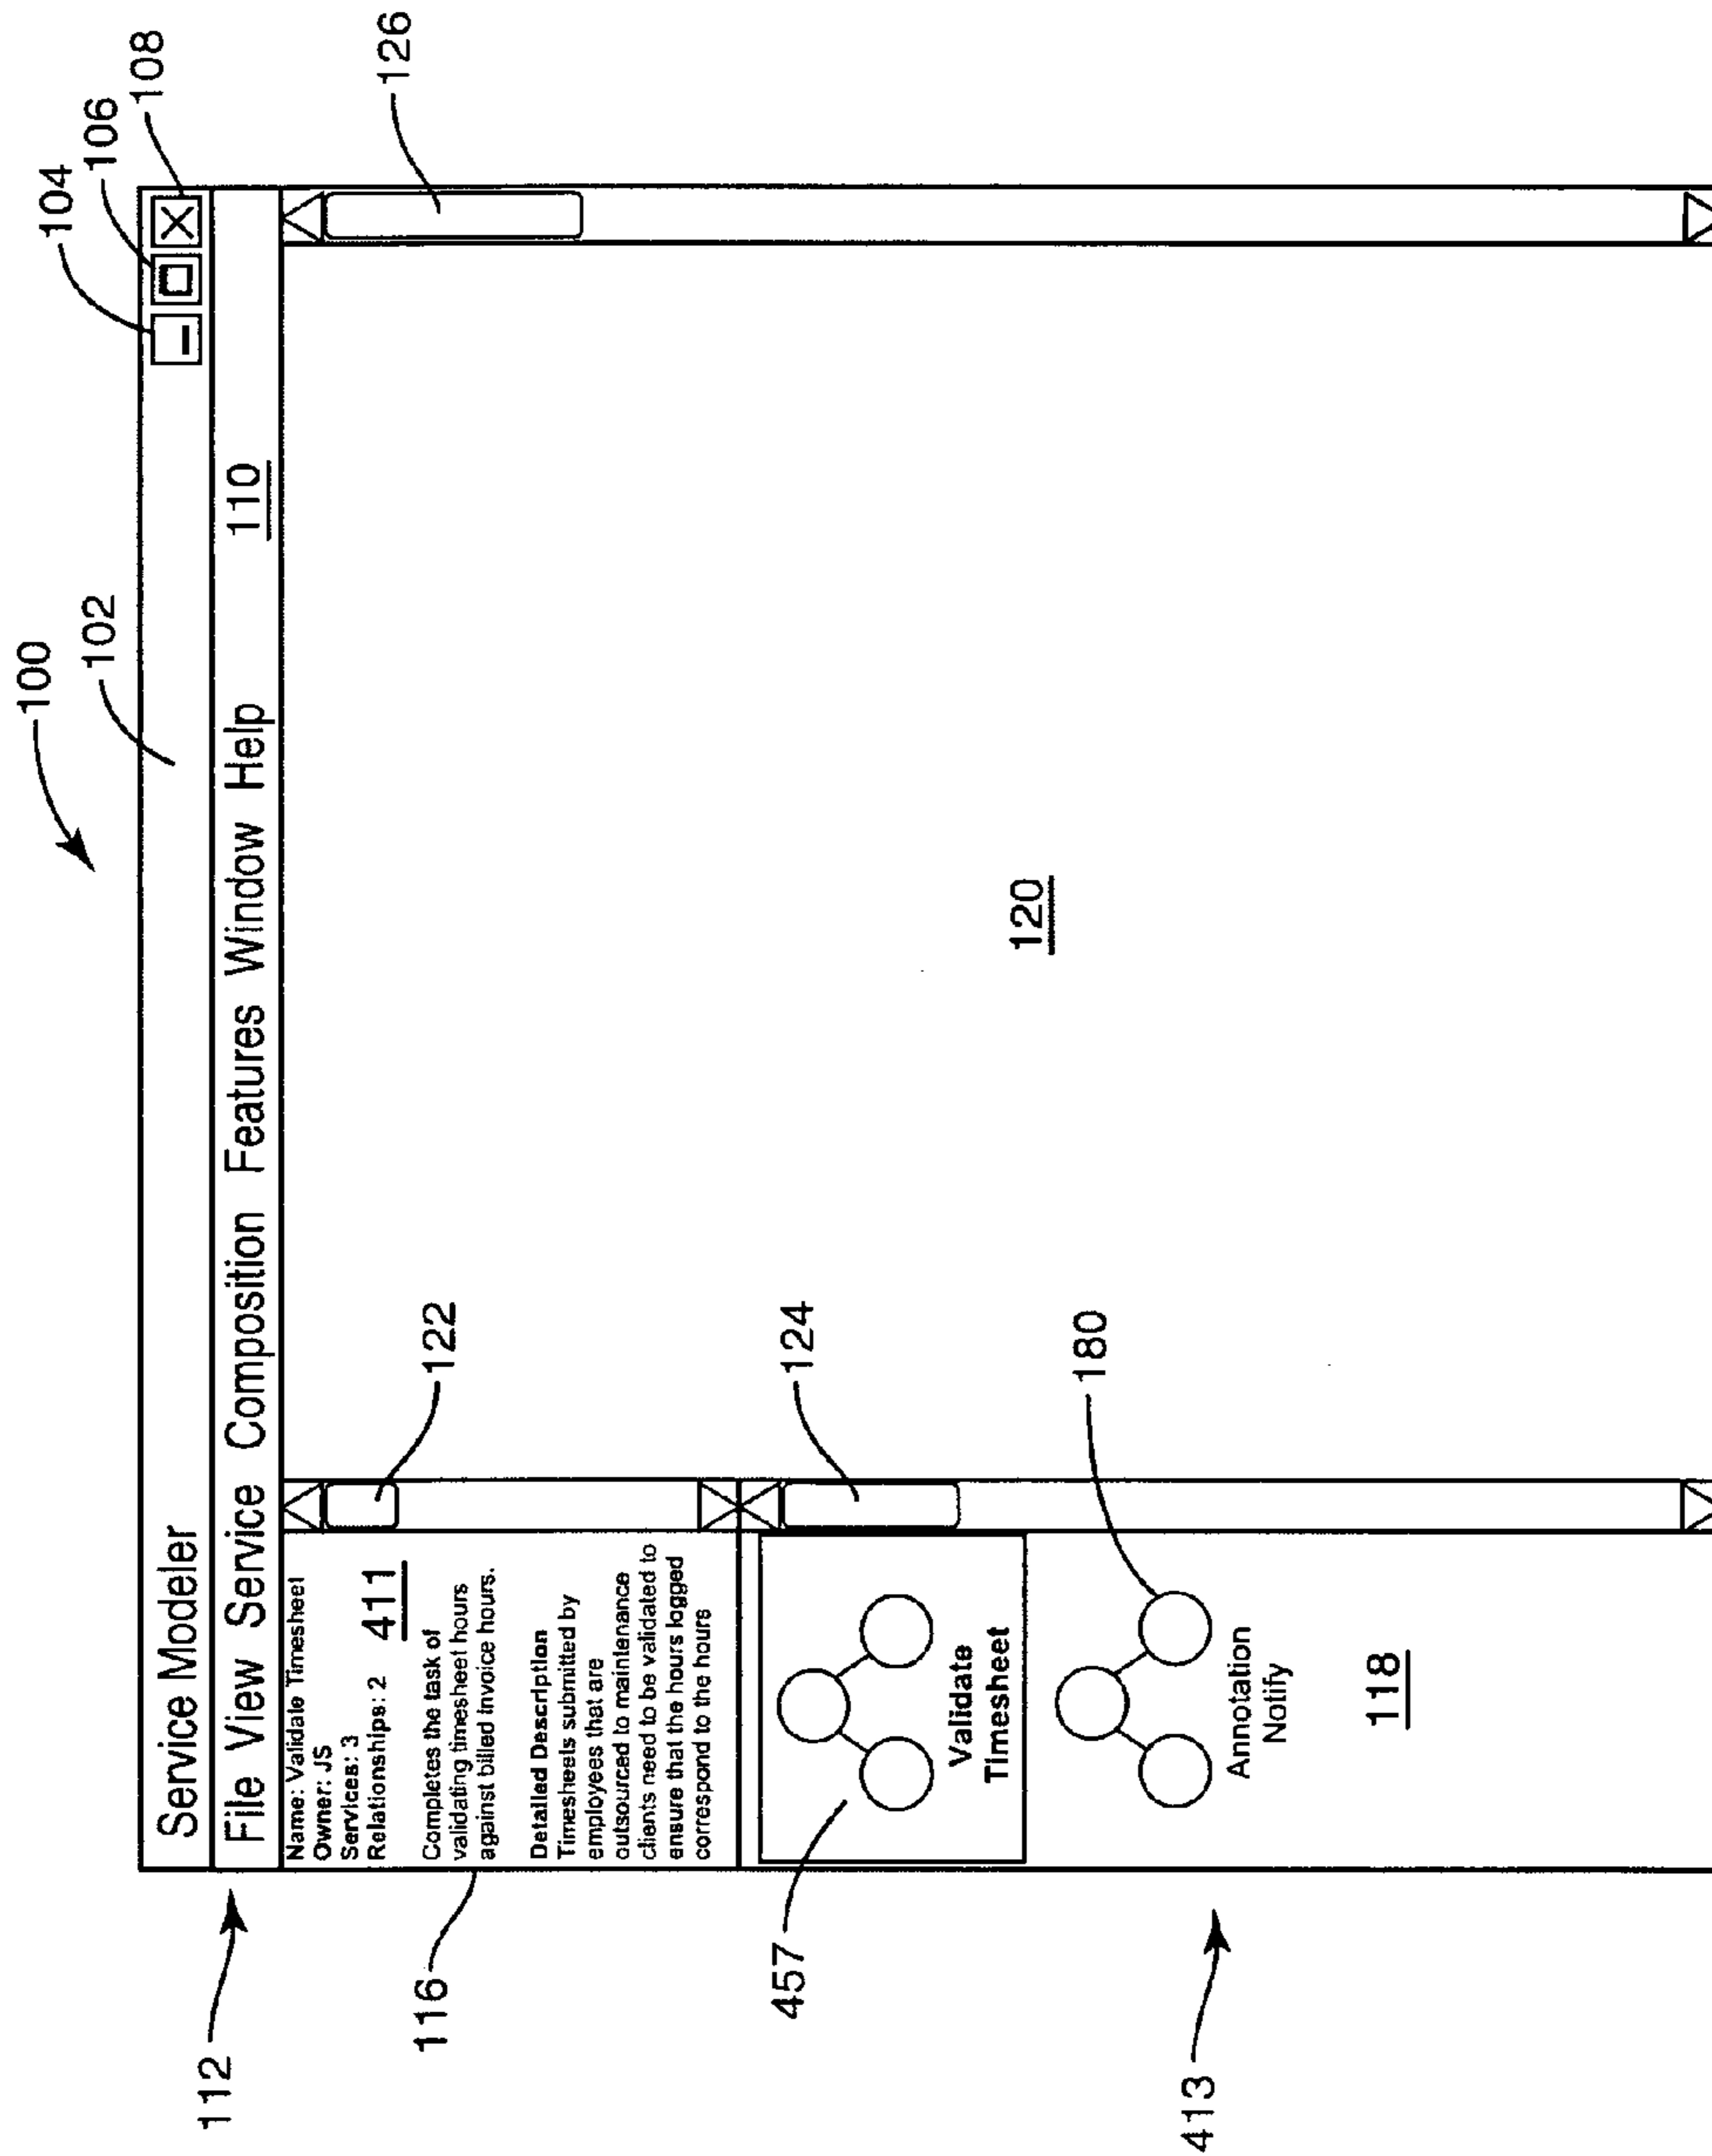 100
102
104
106
108
Service Modeler
112
File View Service Composition Features Window Help 110
126
Name: Validate Timesheet
Owner: JS
Services: 3
Relationships: 2
411
122
116
Completes the task of
validating timesheet hours
against billed invoice hours.
Detailed Description
Timesheets submitted by
employees that are
outsourced to maintenance
clients need to be validated to
ensure that the hours logged
correspond to the hours
457
124
Validate
Timesheet
120
180
Annotation
Notify
413
118